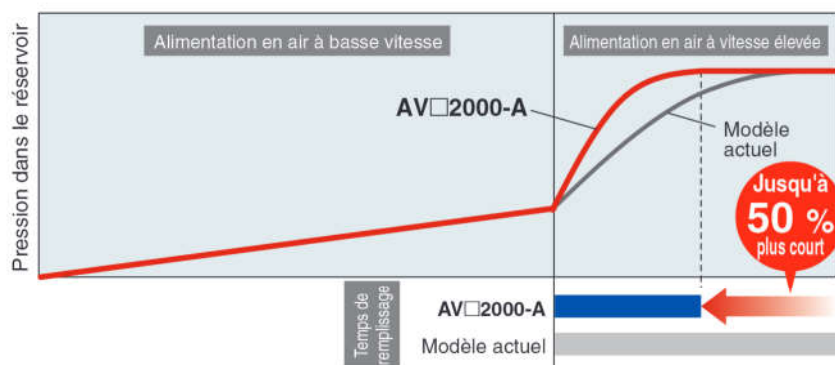 Alimentation en air à basse vitesse
Alimentation en air à vitesse élevée
Pression dans le réservoir
AV□2000-A
Modèle
actuel
Jusqu'à
50 %
plus court
Temps de
remplissage
AV□2000-A
Modèle actuel